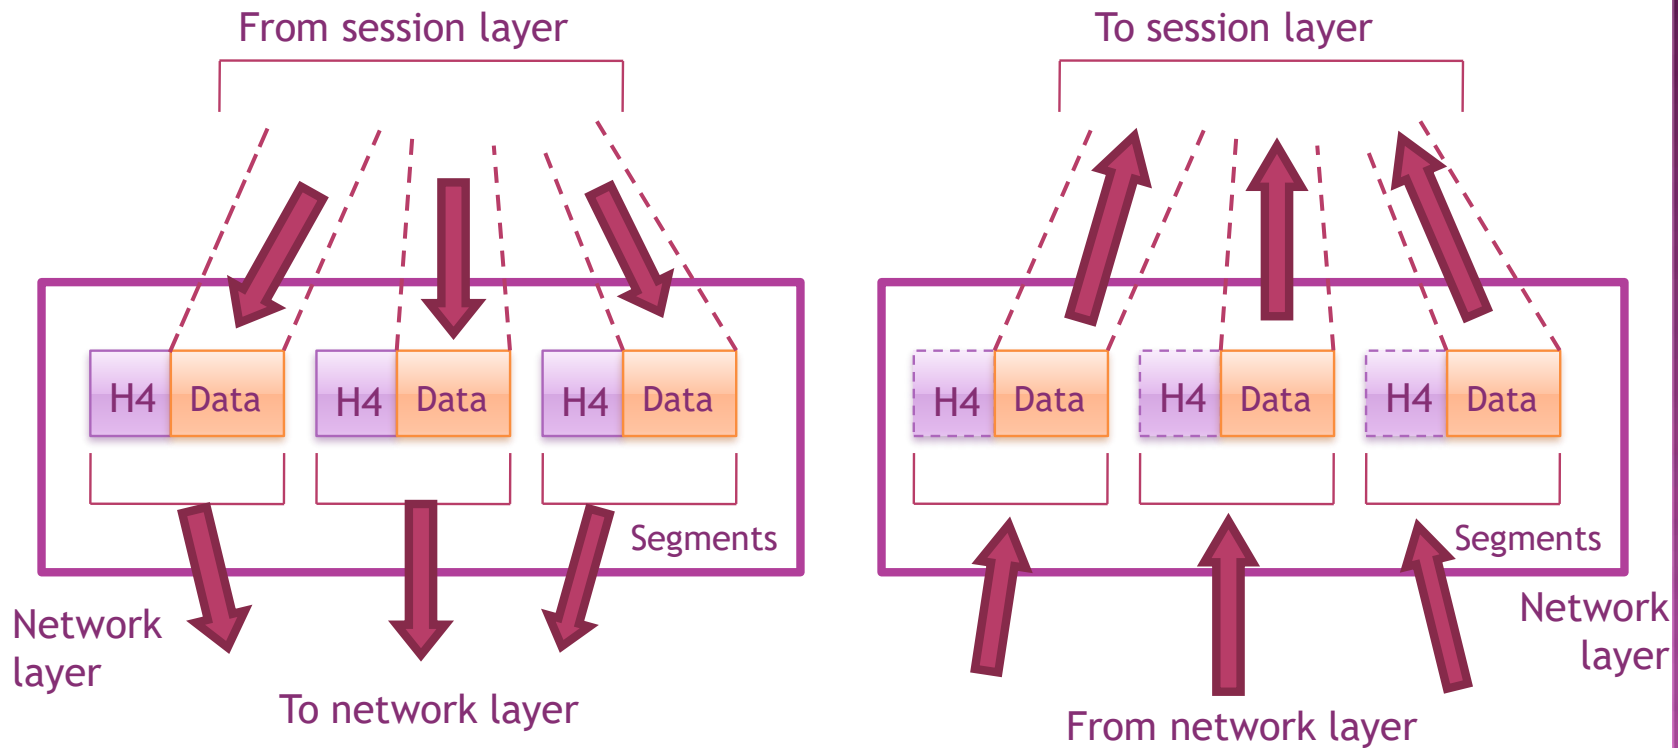 From session layer
H4 Data H4 Data H4 Data
Segments
Network
layer
To network layer
To session layer
H4 Data H4 Data H4 Data
Segments
Network
layer
From network layer